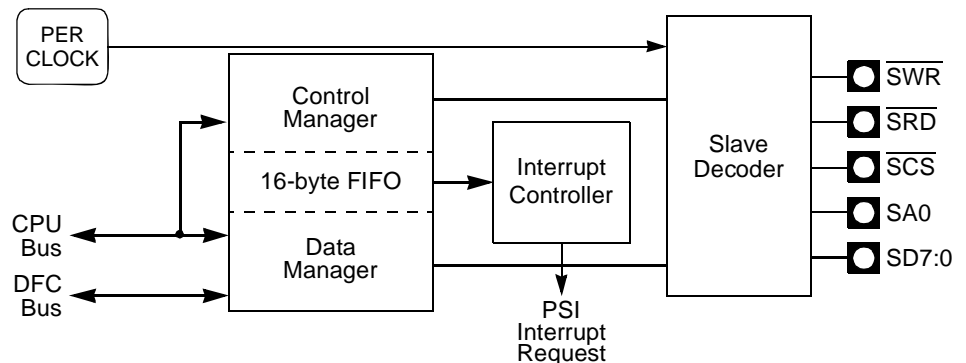 PER
CLOCK
Control
Manager
16-byte FIFO
Data
Manager
CPU
Bus
DFC
Bus
Interrupt
Controller
PSI
Interrupt
Request
Slave
Decoder
SWR
SRD
SCS
SA0
SD7:0